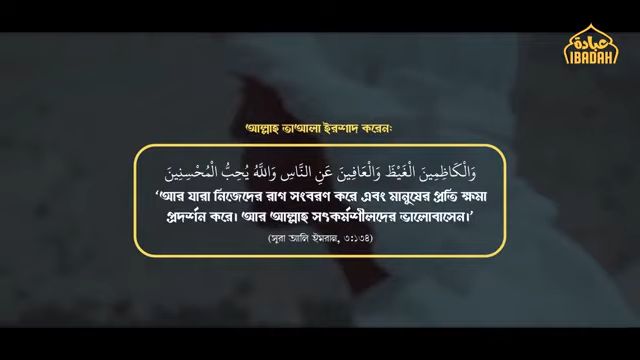 عبادة
IBADAH
আল্লাহ তা'আলা ইরশাদ করেন:
وَالْكَاظِمِينَ الْغَيْظَ وَالْعَافِينَ عَنِ النَّاسِ وَاللَّهُ يُحِبُّ الْمُحْسِنِينَ
‘আর যারা নিজেদের রাগ সংবরণ করে এবং মানুষের প্রতি ক্ষমা
প্রদর্শন করে। আর আল্লাহ সৎকর্মশীলদের ভালোবাসেন।’
(সুরা আলি ইমরান, ৩:১৩৪)